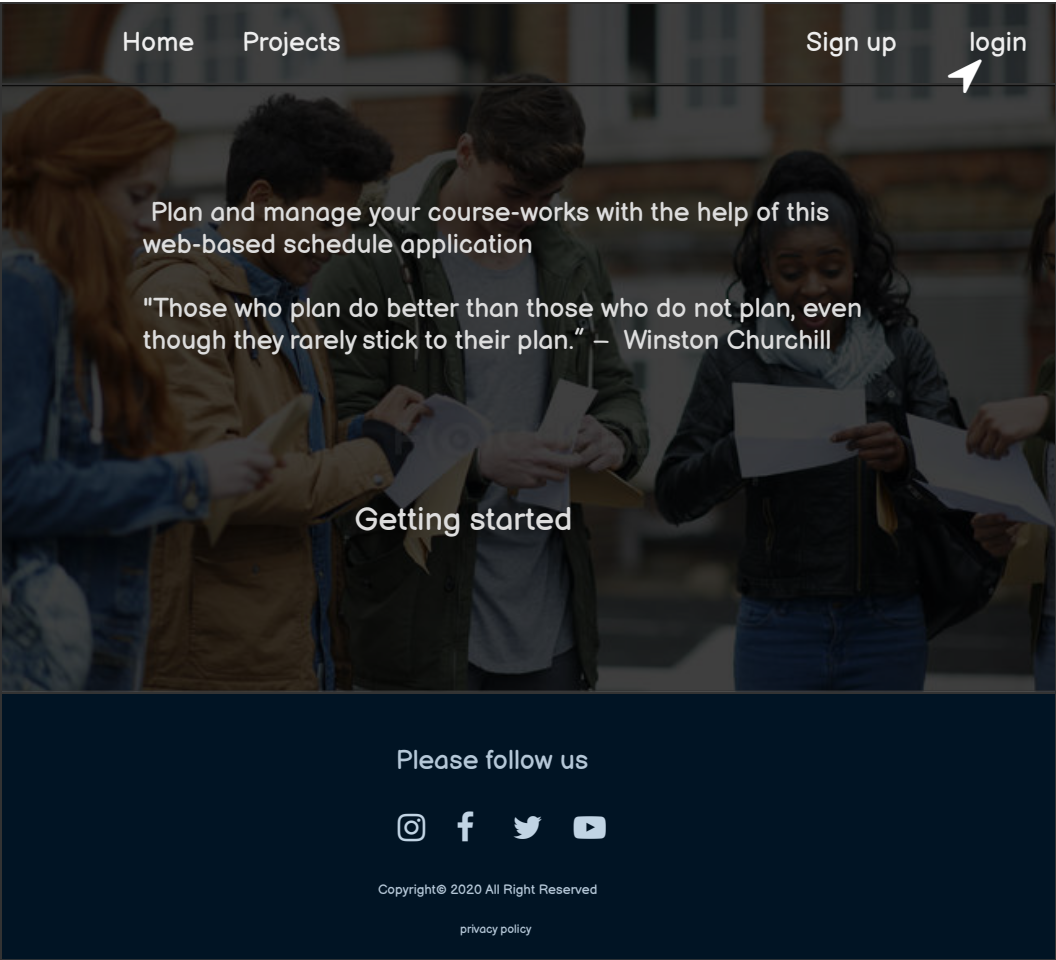 Home Projects Sign up login
Plan and manage your course-works with the help of this
web-based schedule application
"Those who plan do better than those who do not plan, even
though they rarely stick to their plan.” – Winston Churchill
Getting started
Please follow us
Copyright© 2020 All Right Reserved
privacy policy